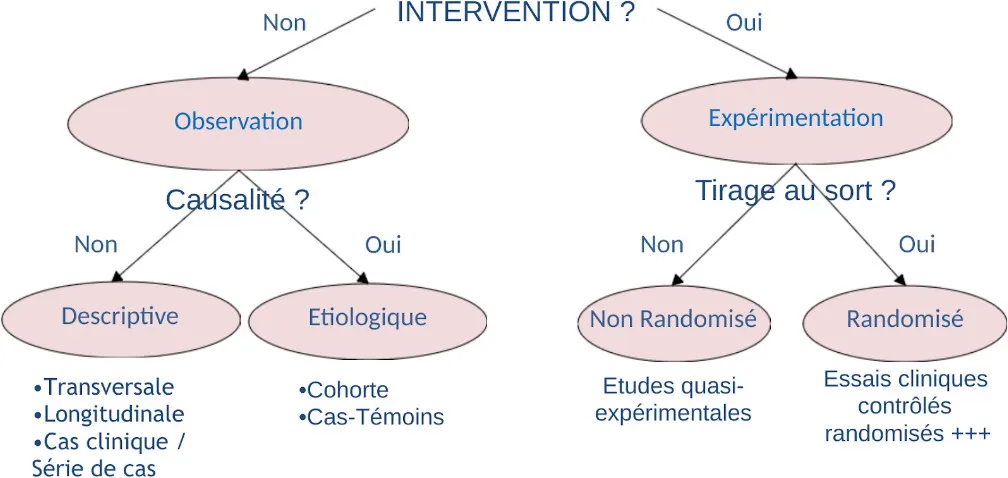 INTERVENTION ?
Non
Oui
Observation
Expérimentation
Causalité ?
Tirage au sort ?
Non
Oui
Non
Oui
Descriptive
Etiologique
Non Randomisé
Randomisé
•Transversale
•Longitudinale
•Cas clinique /
Série de cas
•Cohorte
•Cas-Témoins
Etudes quasi-
expérimentales
Essais cliniques
contrôlés
randomisés +++